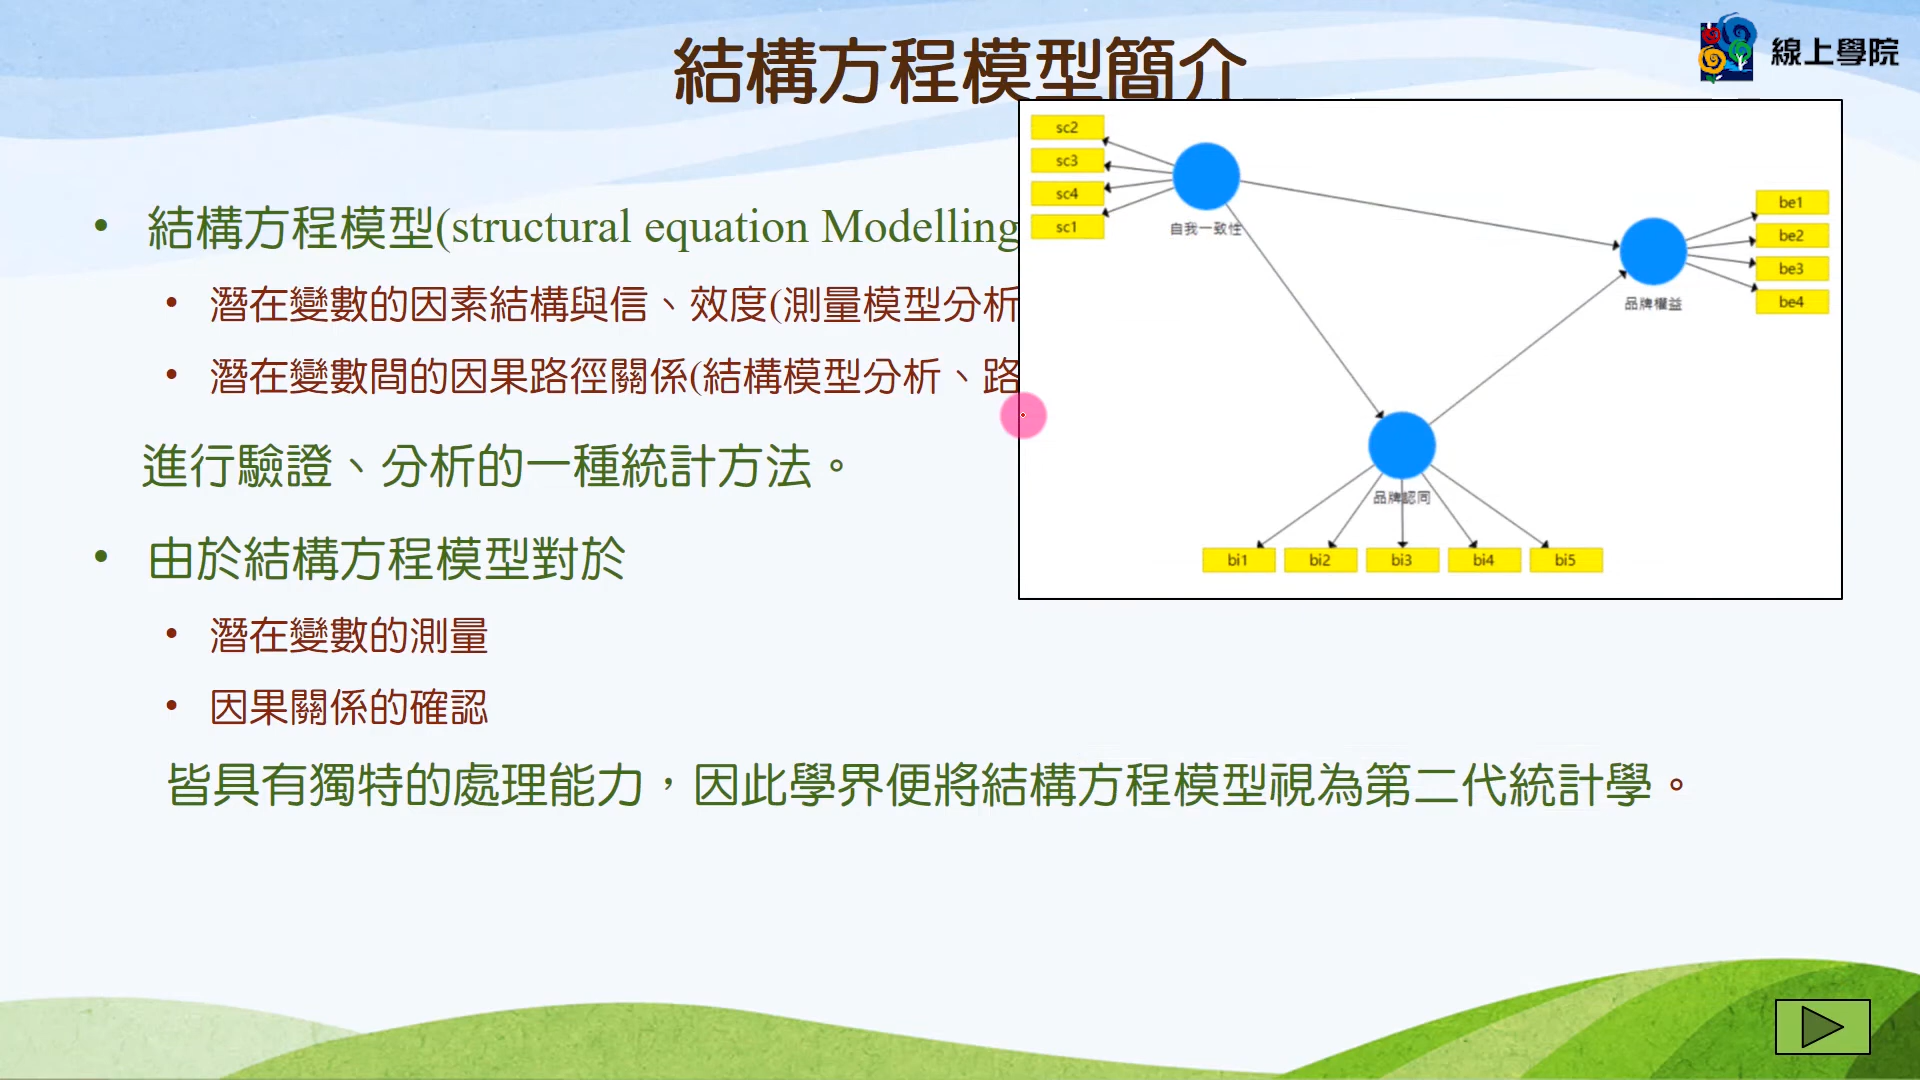 結構方程模型簡介
線上學院
結構方程模型(structural equation Modelling
潛在變數的因素結構與信、效度(測量模型分析
潛在變數間的因果路徑關係(結構模型分析、路
進行驗證、分析的一種統計方法。
由於結構方程模型對於
潛在變數的測量
因果關係的確認
皆具有獨特的處理能力，因此學界便將結構方程模型視為第二代統計學。
sc2
sc3
sc4
sc1
自我一致性
be1
be2
be3
be4
品牌權益
品牌認同
bi1 bi2 bi3 bi4 bi5